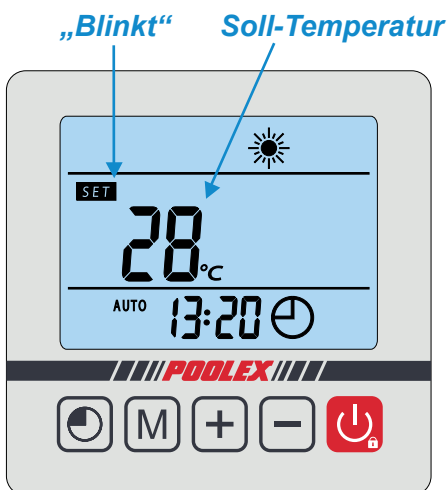 „Blinkt“ Soll-Temperatur
SET
28°C
AUTO 13:20
POOLEX
M + −